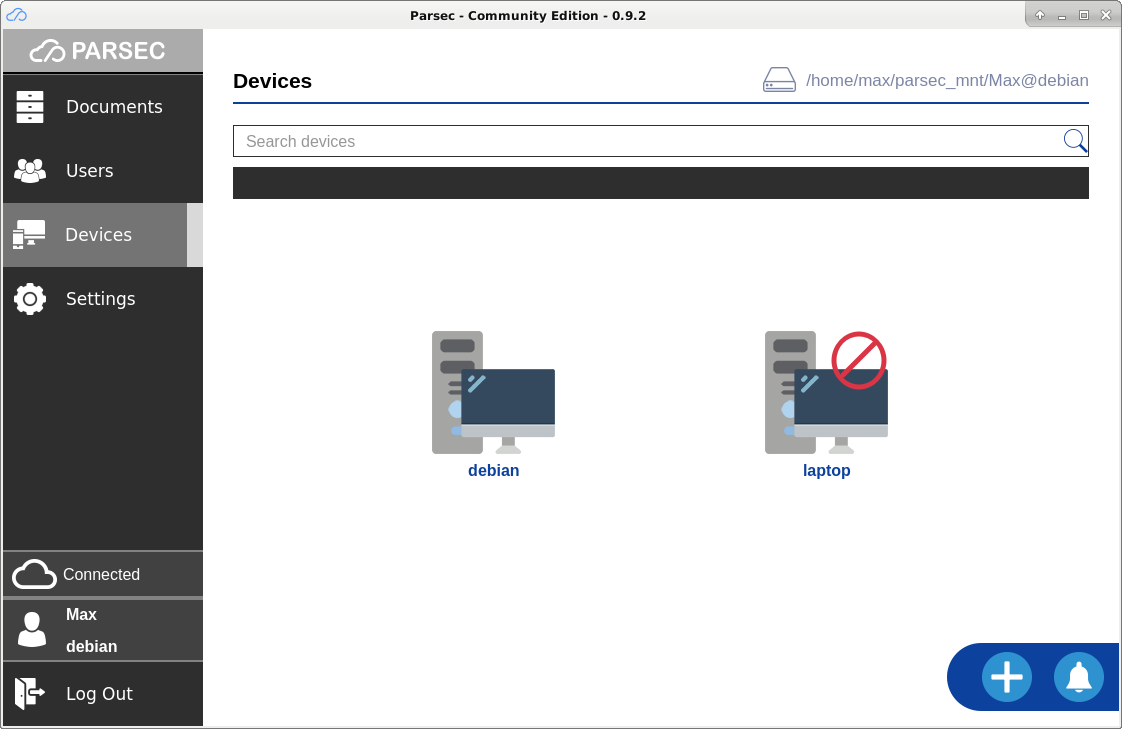 Parsec - Community Edition - 0.9.2
PARSEC
Documents
Users
Devices
Settings
Connected
Max
debian
Log Out
Devices
/home/max/parsec_mnt/Max@debian
Search devices
debian
laptop